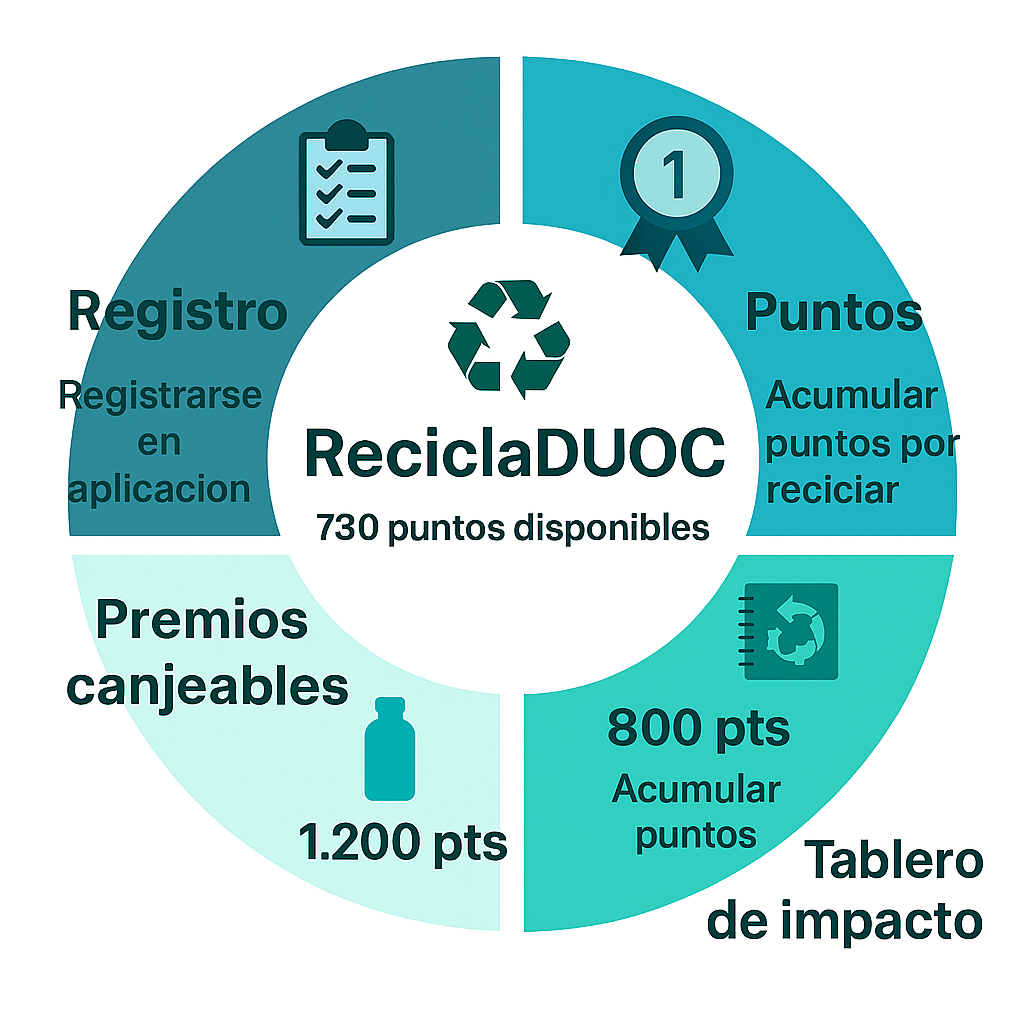 1
Registro
Registrarse
en
aplicacion
Puntos
Acumular
puntos por
reciciar
ReciclaDUOC
730 puntos disponibles
Premios
canjeables
1.200 pts
800 pts
Acumular
puntos
Tablero
de impacto